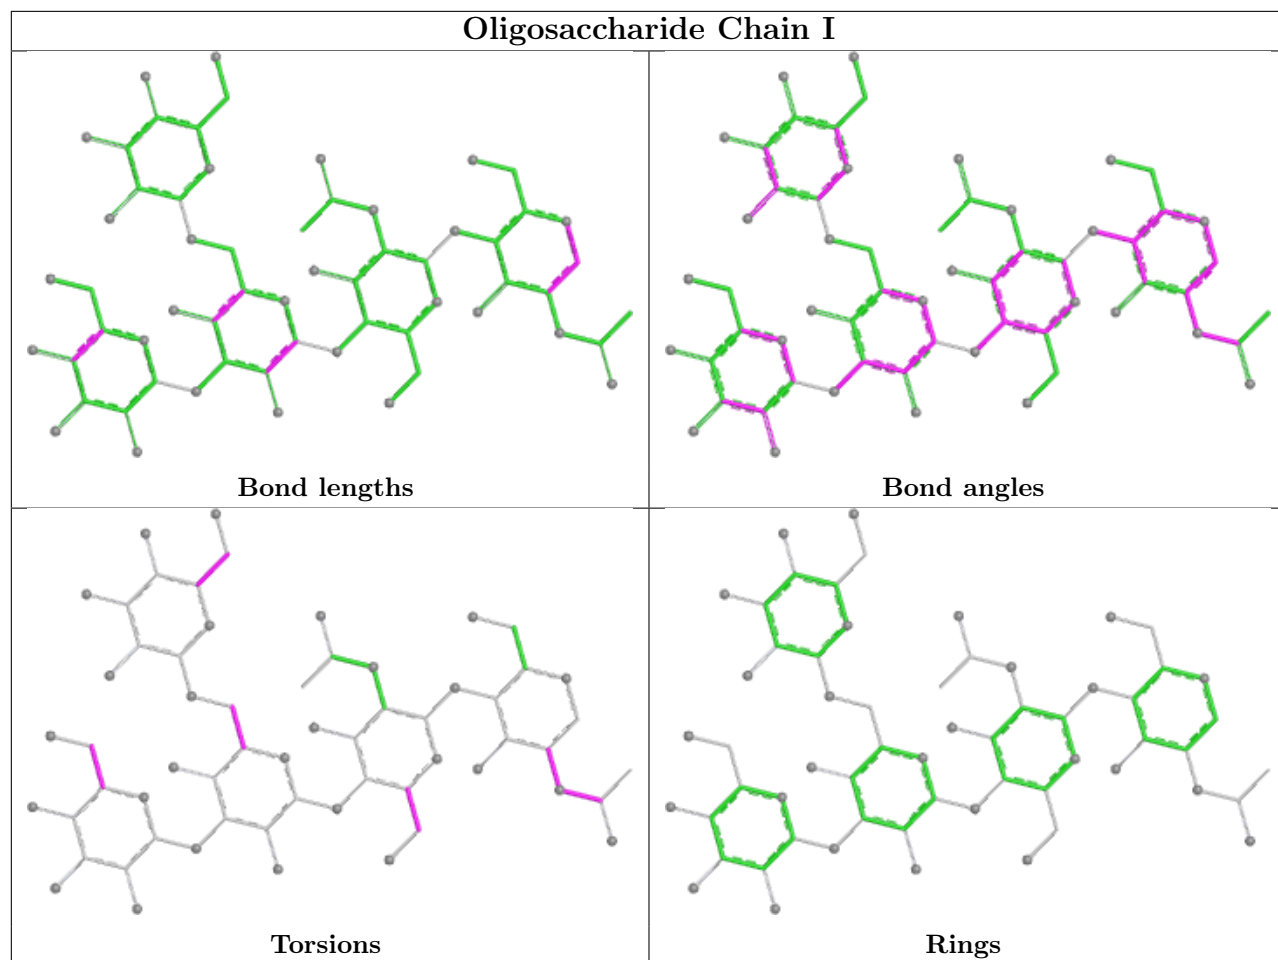 Oligosaccharide Chain I
Bond lengths
Bond angles
Torsions
Rings